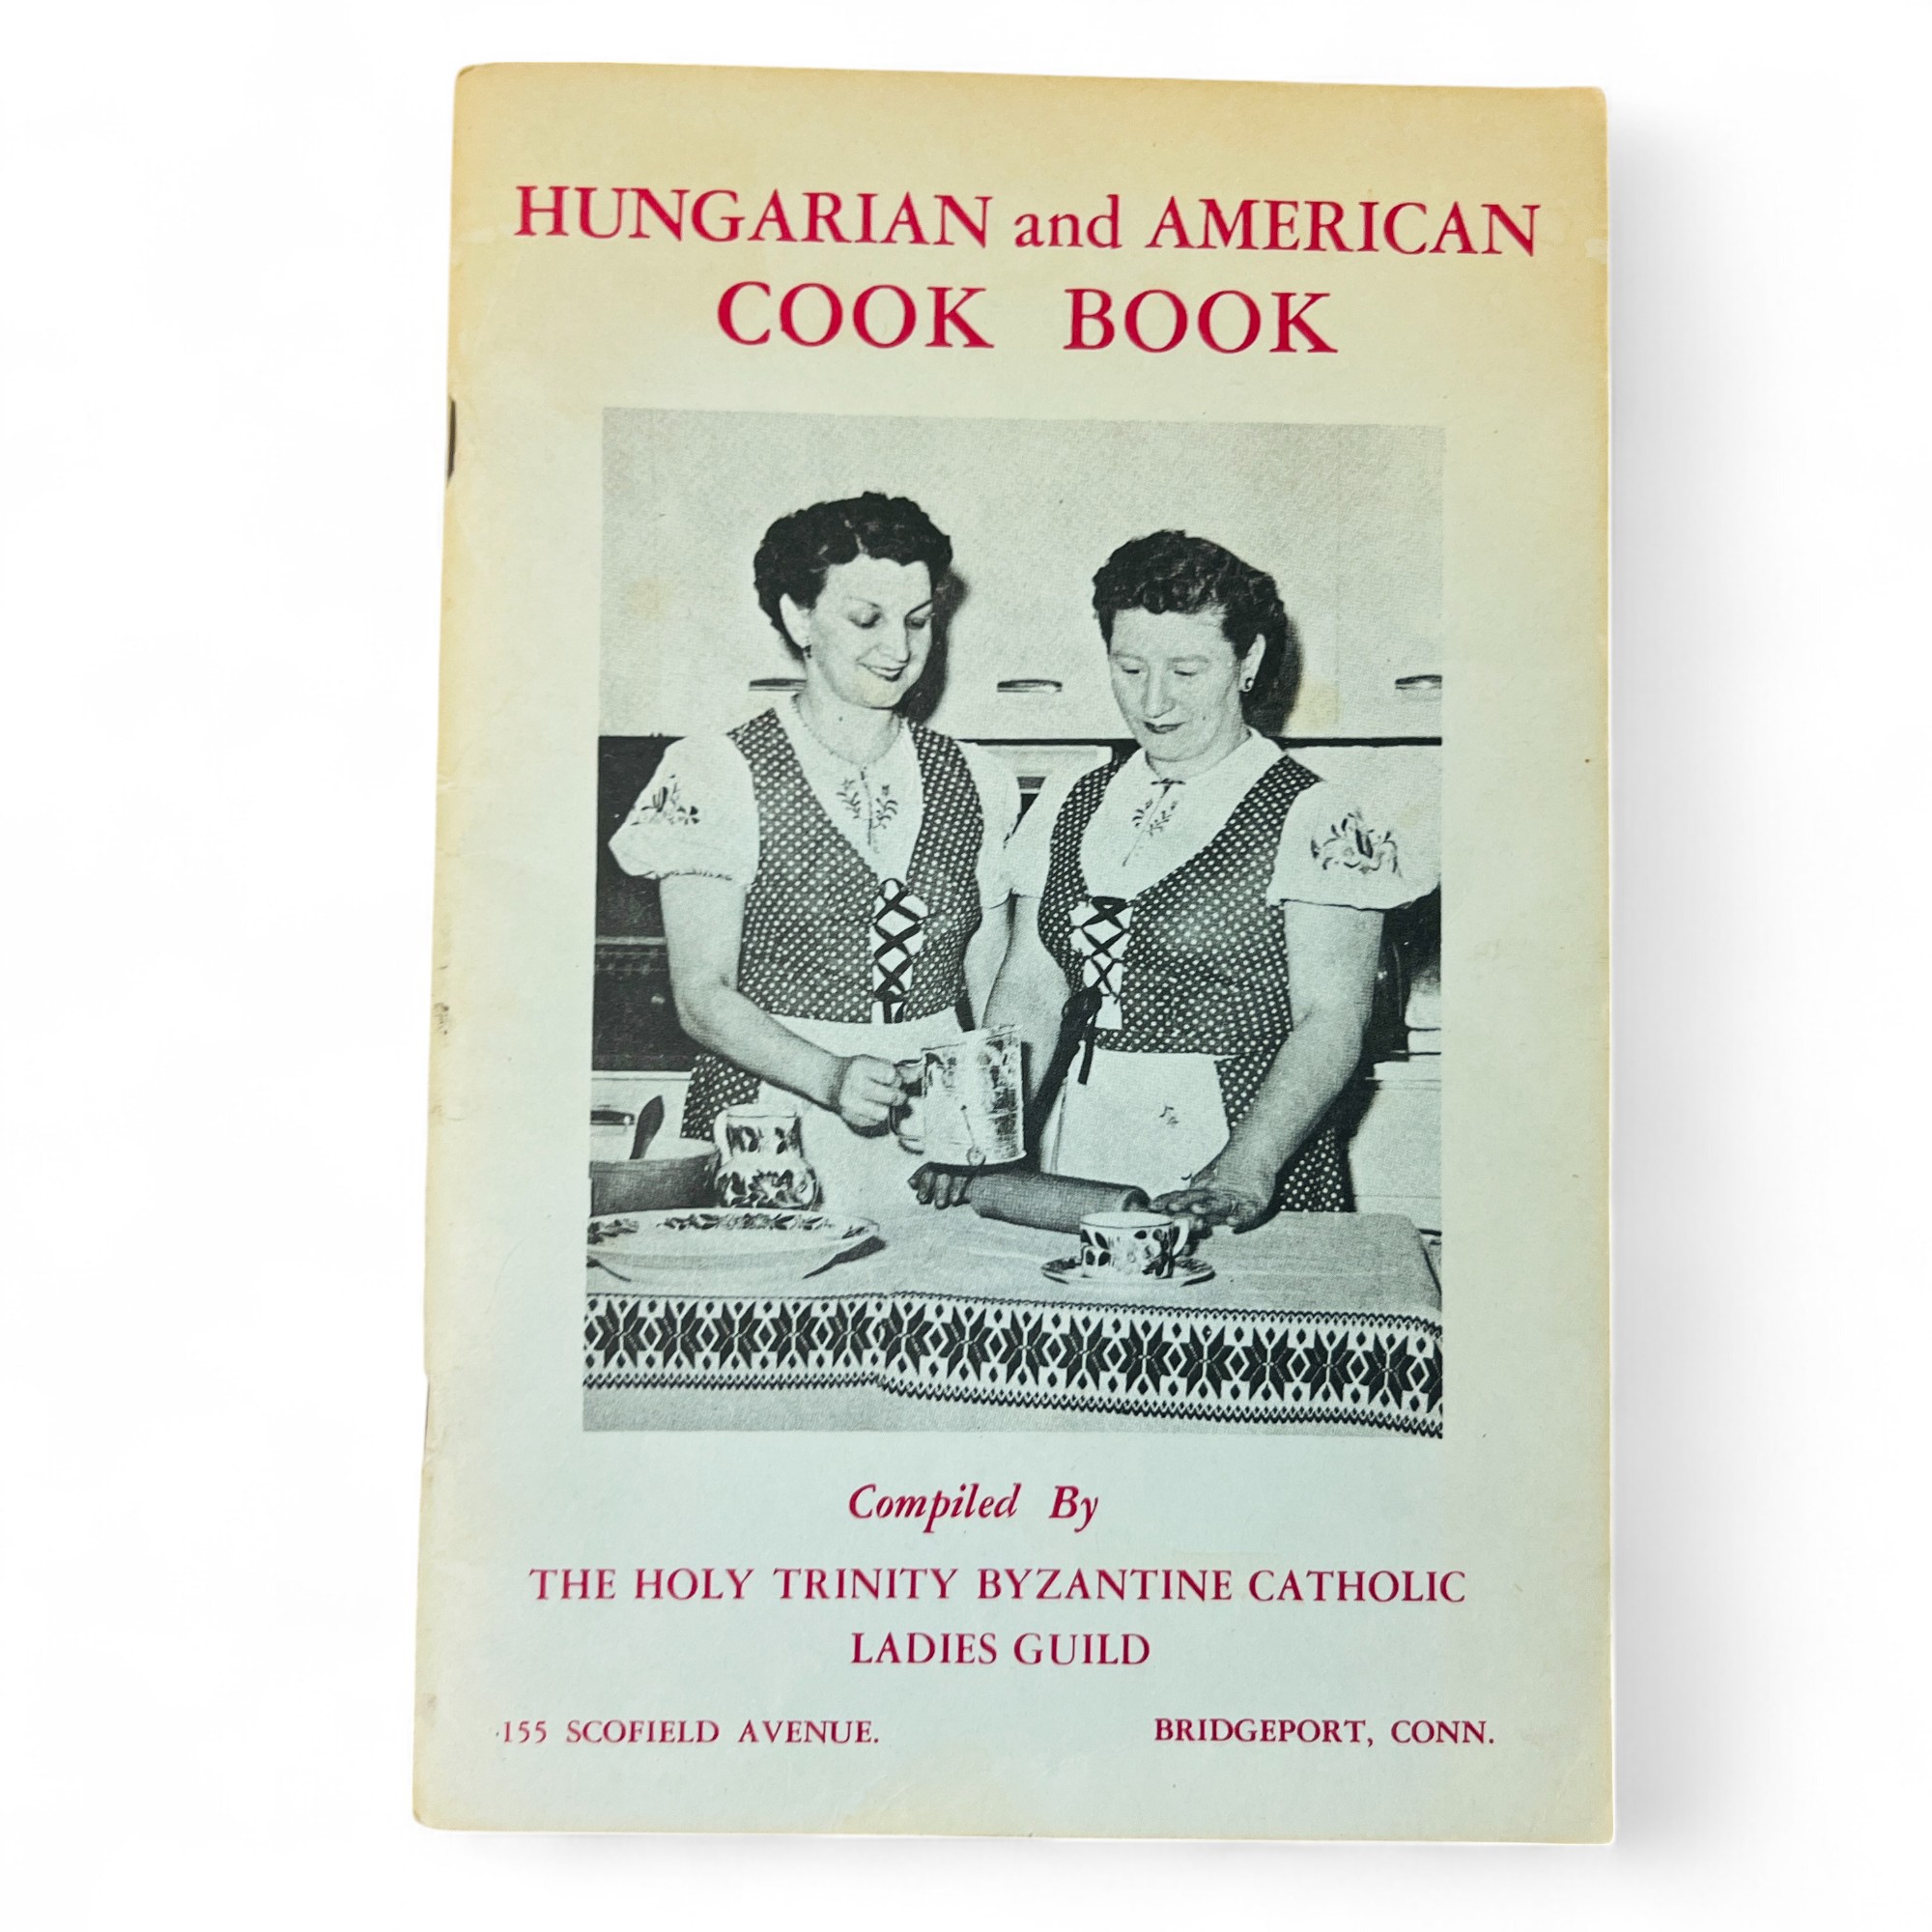 HUNGARIAN and AMERICAN
COOK BOOK
Compiled By
THE HOLY TRINITY BYZANTINE CATHOLIC
LADIES GUILD
155 SCOFIELD AVENUE. BRIDGEPORT, CONN.